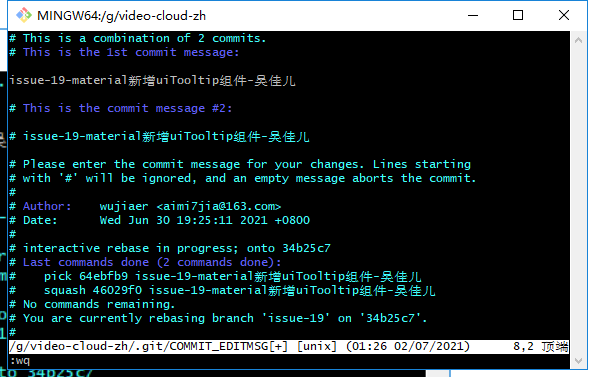 MINGW64:/g/video-cloud-zh
# This is a combination of 2 commits.
# This is the 1st commit message:
issue-19-material新增uiTooltip组件-吴佳儿
# This is the commit message #2:
# issue-19-material新增uiTooltip组件-吴佳儿
# Please enter the commit message for your changes. Lines starting
# with '#' will be ignored, and an empty message aborts the commit.
#
# Author:    wujiaer <aimi7jia@163.com>
# Date:      Wed Jun 30 19:25:11 2021 +0800
#
# interactive rebase in progress; onto 34b25c7
# Last commands done (2 commands done):
#    pick 64ebfb9 issue-19-material新增uiTooltip组件-吴佳儿
#    squash 46029f0 issue-19-material新增uiTooltip组件-吴佳儿
# No commands remaining.
# You are currently rebasing branch 'issue-19' on '34b25c7'.
#
/g/video-cloud-zh/.git/COMMIT_EDITMSG[+] [unix] (01:26 02/07/2021)      8,2 顶端
:wq
to 34b25c7